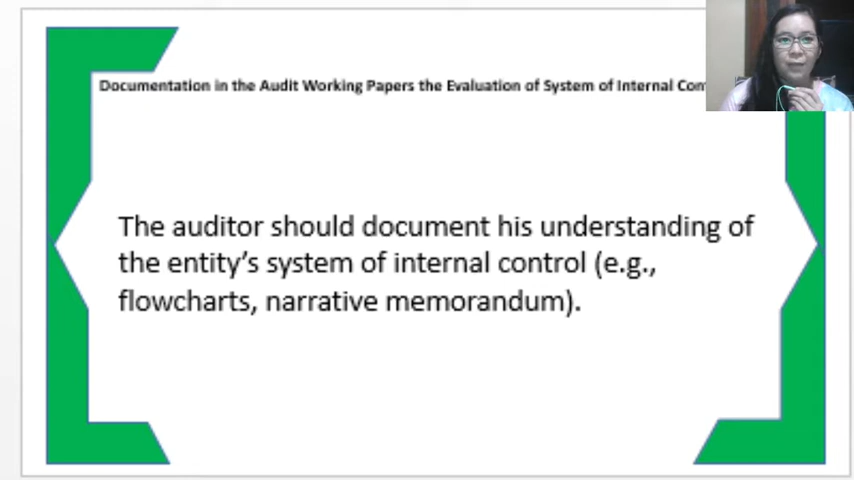 Documentation in the Audit Working Papers the Evaluation of System of Internal
The auditor should document his understanding of
the entity's system of internal control (e.g.,
flowcharts, narrative memorandum).